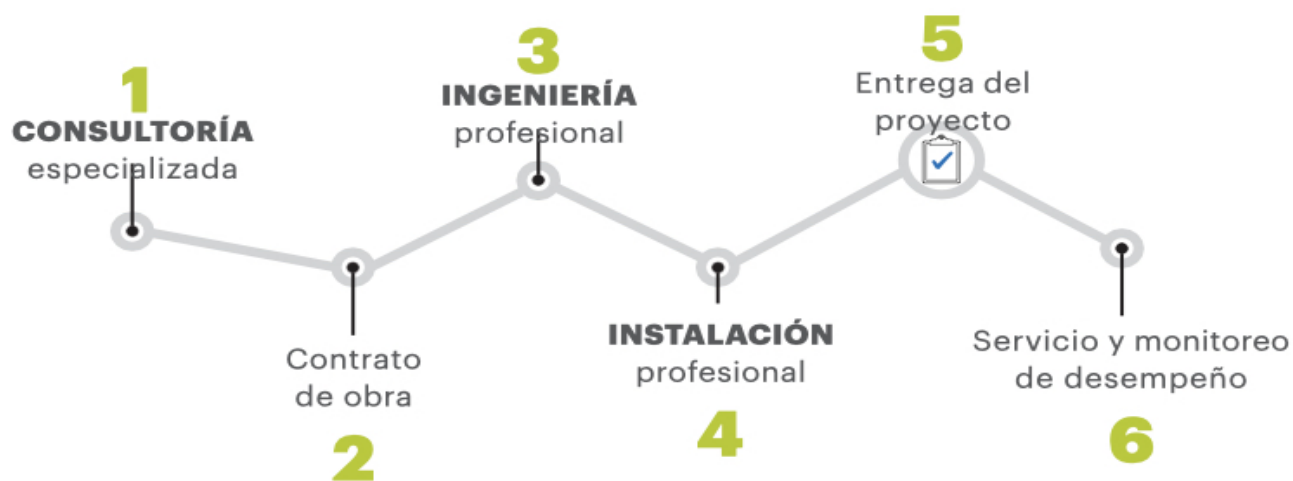 1
CONSULTORÍA
especializada
Contrato
de obra
2
3
INGENIERÍA
profesional
INSTALACIÓN
profesional
4
5
Entrega del
proyecto
Servicio y monitoreo
de desempeño
6